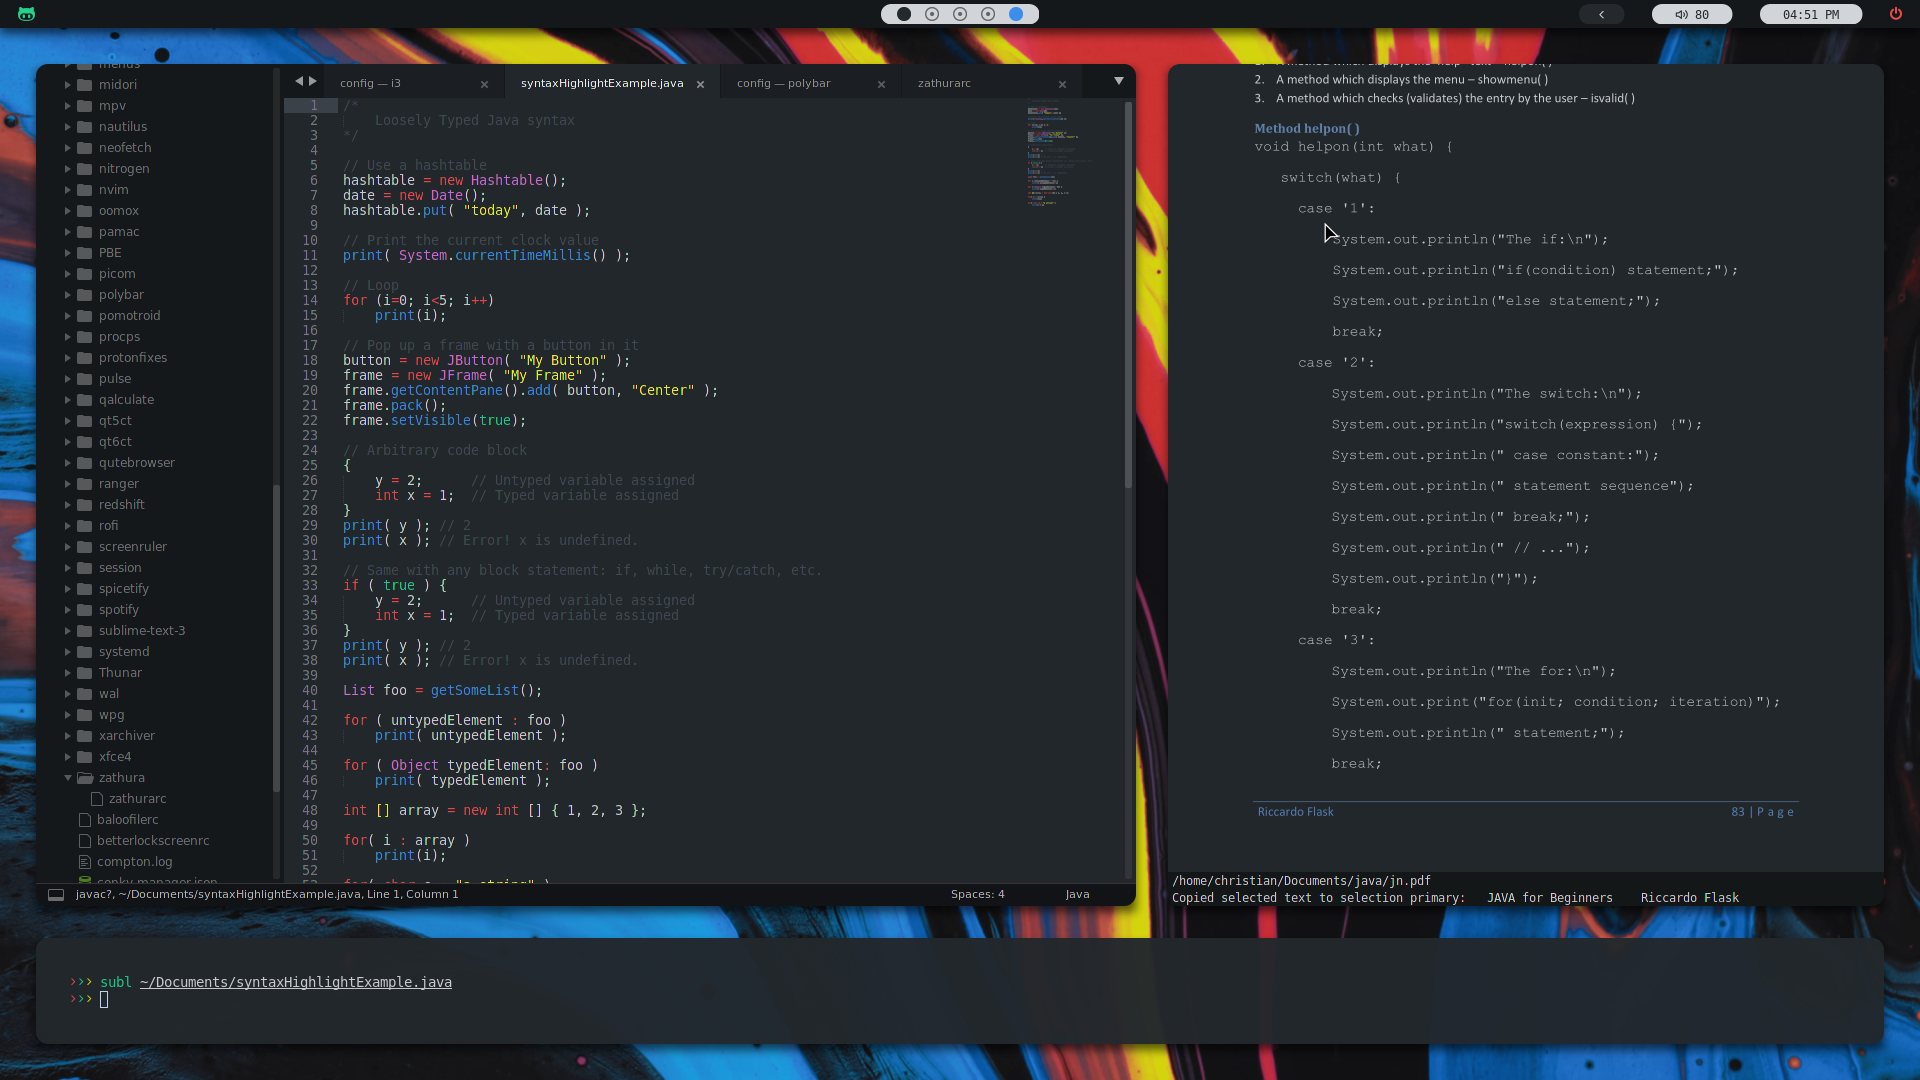 80
04:51 PM
menus
midori
mpv
nautilus
neofetch
nitrogen
nvim
oomox
pamac
PBE
picom
polybar
pomotroid
procps
protonfixes
pulse
qalculate
qt5ct
qt6ct
qutebrowser
ranger
redshift
rofi
screenruler
session
spicetify
spotify
sublime-text-3
systemd
Thunar
wal
wpg
xarchiver
xfce4
zathura
zathurarc
baloofilerc
betterlockscreenrc
compton.log
config — i3
syntaxHighlightExample.java
config — polybar
zathurarc
1 /*
2     Loosely Typed Java syntax
3 */
4
5 // Use a hashtable
6 hashtable = new Hashtable();
7 date = new Date();
8 hashtable.put( "today", date );
9
10 // Print the current clock value
11 print( System.currentTimeMillis() );
12
13 // Loop
14 for (i=0; i<5; i++)
15     print(i);
16
17 // Pop up a frame with a button in it
18 button = new JButton( "My Button" );
19 frame = new JFrame( "My Frame" );
20 frame.getContentPane().add( button, "Center" );
21 frame.pack();
22 frame.setVisible(true);
23
24 // Arbitrary code block
25 {
26     y = 2;      // Untyped variable assigned
27     int x = 1;  // Typed variable assigned
28 }
29 print( y ); // 2
30 print( x ); // Error! x is undefined.
31
32 // Same with any block statement: if, while, try/catch, etc.
33 if ( true ) {
34     y = 2;      // Untyped variable assigned
35     int x = 1;  // Typed variable assigned
36 }
37 print( y ); // 2
38 print( x ); // Error! x is undefined.
39
40 List foo = getSomeList();
41
42 for ( untypedElement : foo )
43     print( untypedElement );
44
45 for ( Object typedElement: foo )
46     print( typedElement );
47
48 int [] array = new int [] { 1, 2, 3 };
49
50 for( i : array )
51     print(i);
52
javac?, ~/Documents/syntaxHighlightExample.java, Line 1, Column 1
Spaces: 4
Java
2. A method which displays the menu – showmenu( )
3. A method which checks (validates) the entry by the user – isvalid( )
Method helpon( )
void helpon(int what) {
switch(what) {
case '1':
System.out.println("The if:\n");
System.out.println("if(condition) statement;");
System.out.println("else statement;");
break;
case '2':
System.out.println("The switch:\n");
System.out.println("switch(expression) {");
System.out.println(" case constant:");
System.out.println(" statement sequence");
System.out.println(" break;");
System.out.println(" // ...");
System.out.println("}");
break;
case '3':
System.out.println("The for:\n");
System.out.print("for(init; condition; iteration)");
System.out.println(" statement;");
break;
Riccardo Flask
83 | P a g e
/home/christian/Documents/java/jn.pdf
Copied selected text to selection primary:   JAVA for Beginners    Riccardo Flask
>>> subl ~/Documents/syntaxHighlightExample.java
>>>